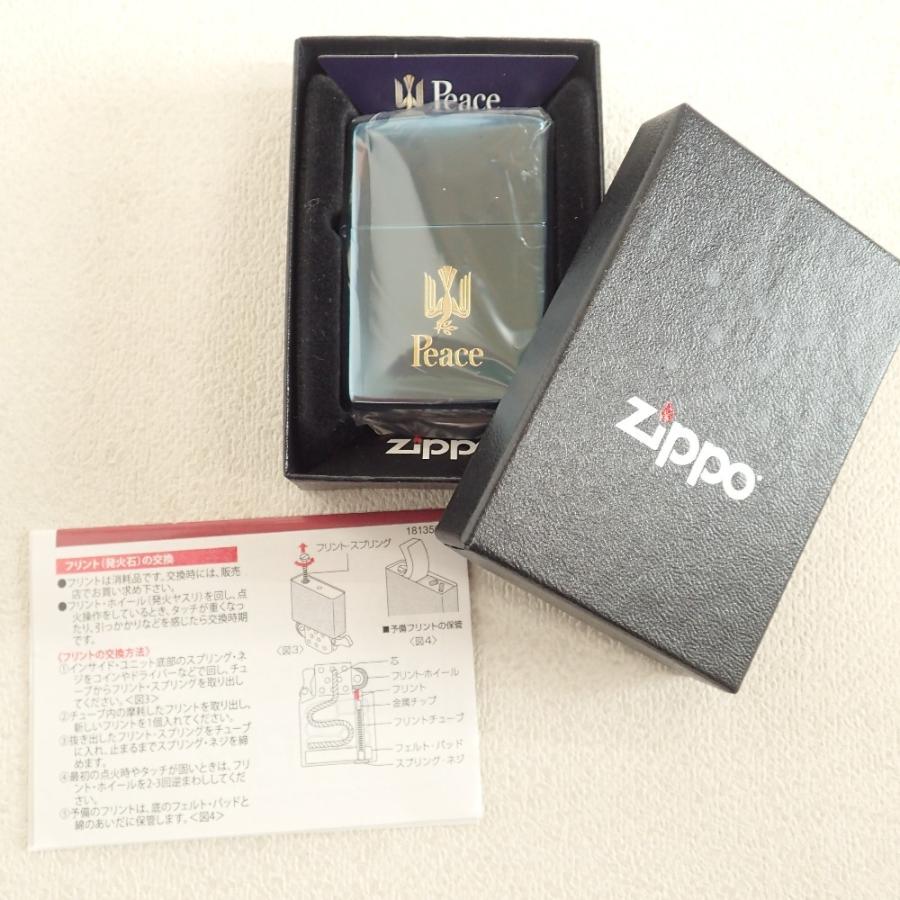 Peace
Peace
zippo
zippo
フリント(発火石)の交換
●フリントは消耗品です。交換時には、販売
店でお買い求め下さい。
●フリント・ホイール(発火ヤスリ)を回し、点
火操作をしているとき、タッチが重くなっ
たり、引っかかりなどを感じたら交換時期
です。
《フリントの交換方法》
①インサイド・ユニット底部のスプリング・ネ
ジをコインやドライバーなどで回し、チュ
ーブからフリント・スプリングを取り出し
てください。<図3>
②チューブ内の摩耗したフリントを取り出し、
新しいフリントを1個入れてください。
③抜き出したフリント・スプリングをチューブ
に入れ、止まるまでスプリング・ネジを締
めます。
④最初の点火時やタッチが固いときは、フリ
ント・ホイールを2-3回逆まわししてくだ
さい。
⑤予備のフリントは、底のフェルト・パッドと
綿のあいだに保管します。<図4>
フリント・スプリング
<図3>
■予備フリントの保管
<図4>
芯
フリント・ホイール
フリント
金属チップ
フリントチューブ
フェルト・パッド
スプリング・ネジ